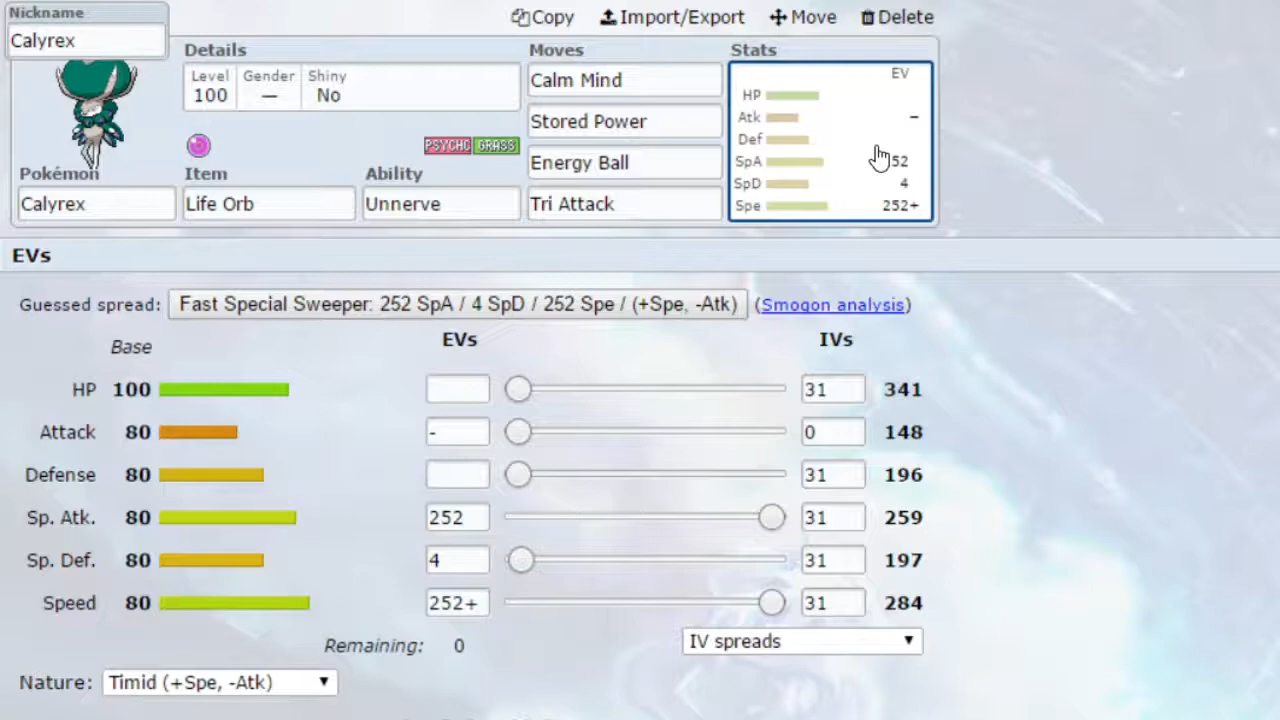 Nickname
Calyrex
Copy Import/Export Move Delete
Details
Level Gender Shiny
100 — No
PSYCHC GRASS
Pokémon
Calyrex
Item
Life Orb
Ability
Unnerve
Moves
Calm Mind
Stored Power
Energy Ball
Tri Attack
Stats
EV
HP
Atk -
Def
SpA 52
SpD 4
Spe 252+
EVs
Guessed spread: Fast Special Sweeper: 252 SpA / 4 SpD / 252 Spe / (+Spe, -Atk) (Smogon analysis)
Base EVs IVs
HP 100 31 341
Attack 80 - 0 148
Defense 80 31 196
Sp. Atk. 80 252 31 259
Sp. Def. 80 4 31 197
Speed 80 252+ 31 284
Remaining: 0
IV spreads
Nature: Timid (+Spe, -Atk)